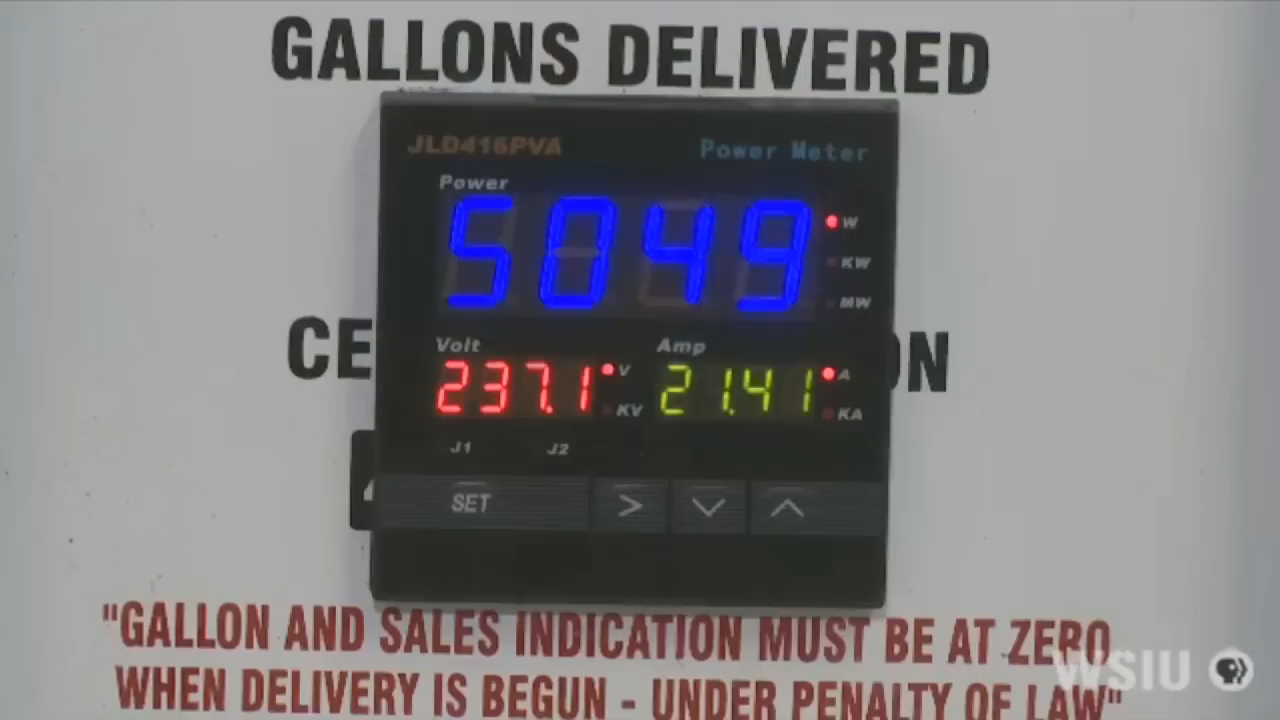 GALLONS DELIVERED
JLD416PVA Power Meter
Power
5049 W
KW
MW
CE ON
Volt Amp
237.1 V 21.41 A
KV KA
J1 J2
SET > ∨ ∧
"GALLON AND SALES INDICATION MUST BE AT ZERO
WHEN DELIVERY IS BEGUN - UNDER PENALTY OF LAW"
WSIU PBS